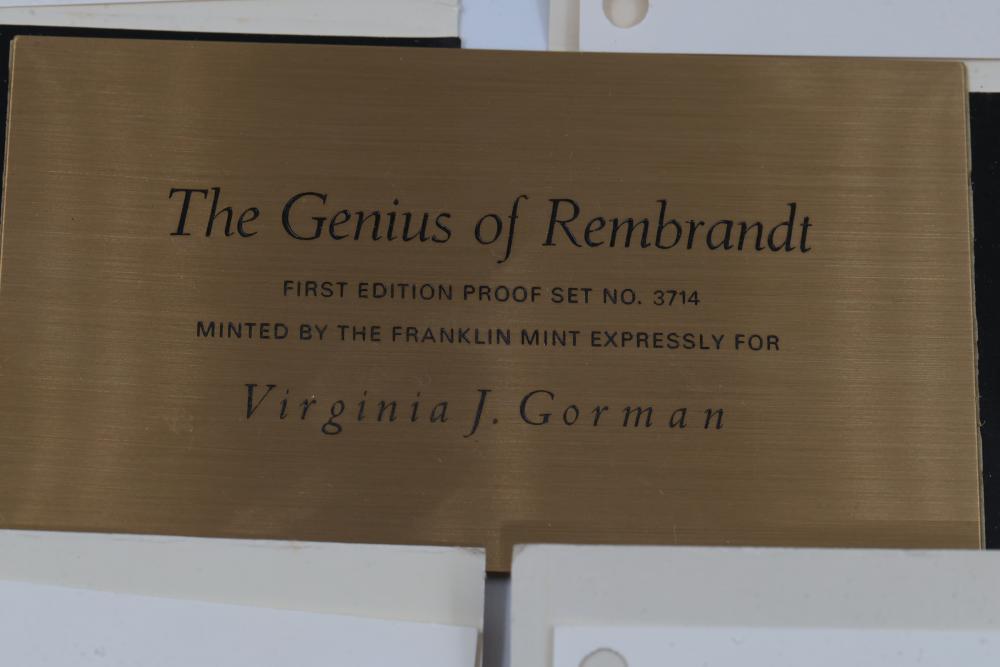 The Genius of Rembrandt
FIRST EDITION PROOF SET NO. 3714
MINTED BY THE FRANKLIN MINT EXPRESSLY FOR
Virginia J. Gorman